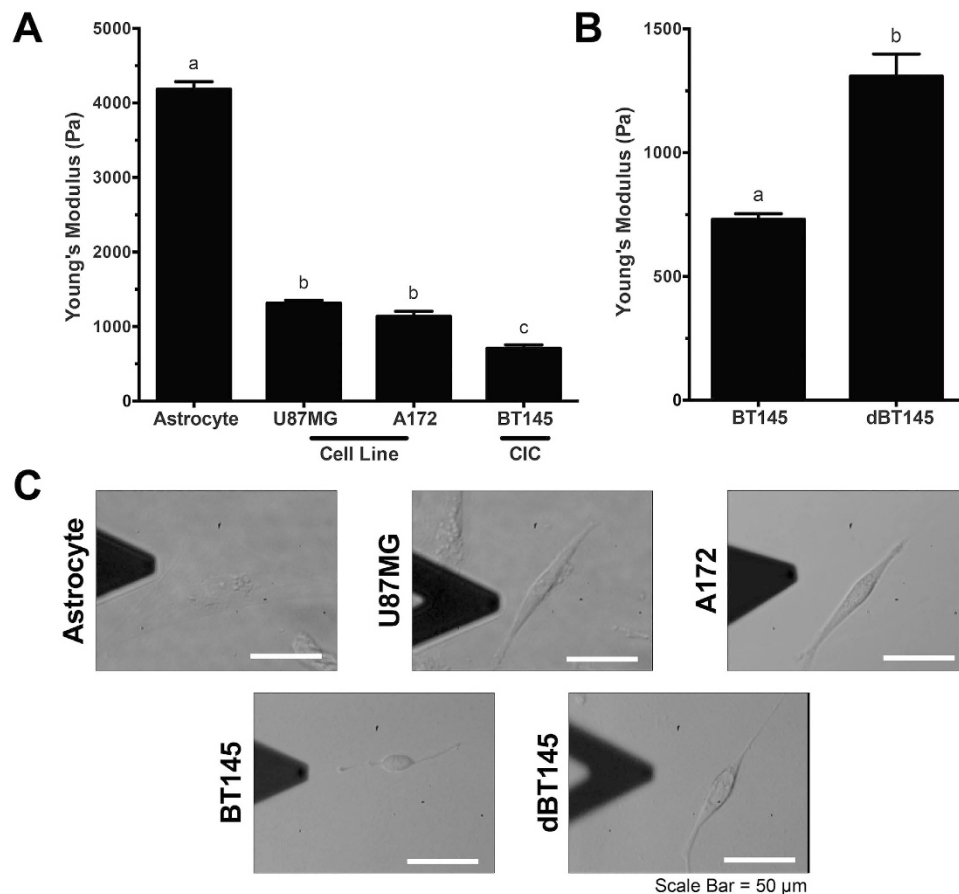 A
Young's Modulus (Pa)
5000
4000
3000
2000
1000
0
a
b
b
c
Astrocyte
U87MG
A172
BT145
Cell Line
CIC
B
Young's Modulus (Pa)
1500
1000
500
0
a
b
BT145
dBT145
C
Astrocyte
U87MG
A172
BT145
dBT145
Scale Bar = 50 µm